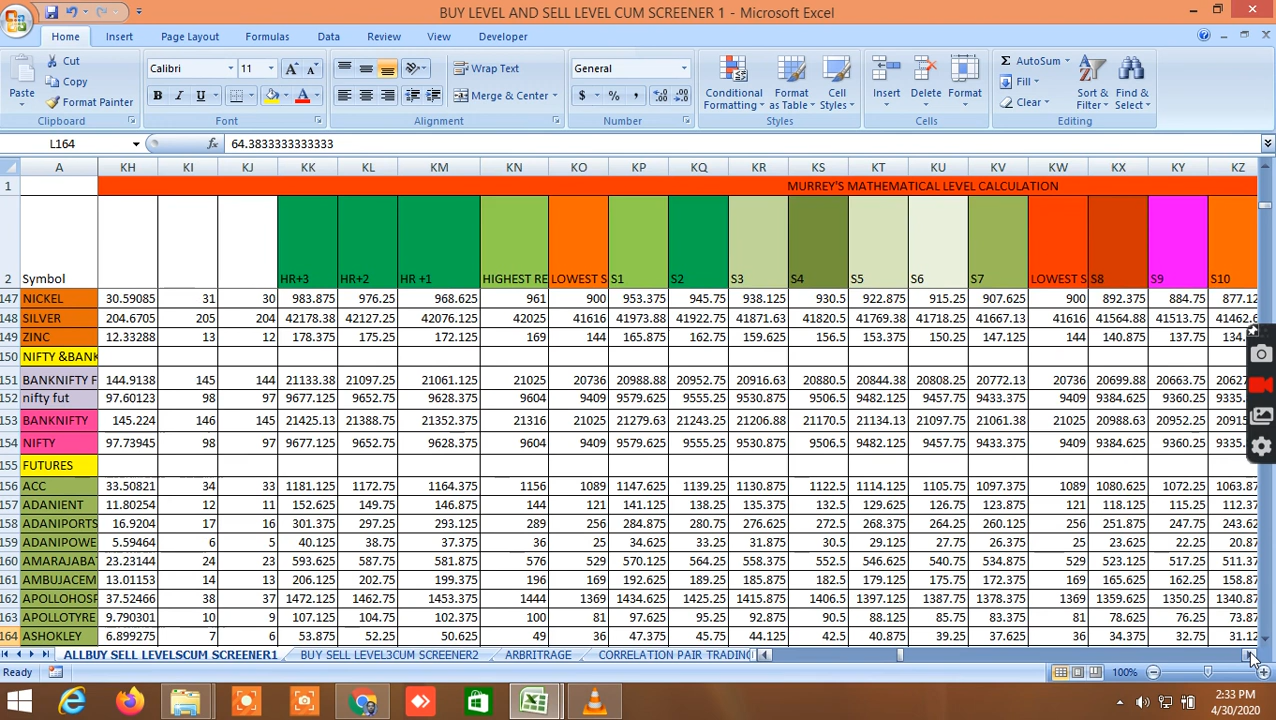 BUY LEVEL AND SELL LEVEL CUM SCREENER 1 - Microsoft Excel
Home Insert Page Layout Formulas Data Review View Developer
Paste Cut Copy Format Painter Clipboard
Calibri 11 A A B I U A Font
Wrap Text Merge & Center Alignment
General $ % , Number
Conditional Formatting Format as Table Cell Styles Styles
Insert Delete Format Cells
AutoSum Fill Clear Sort & Filter Find & Select Editing
L164 fx 64.3833333333333
A KH KI KJ KK KL KM KN KO KP KQ KR KS KT KU KV KW KX KY KZ
1 MURREY'S MATHEMATICAL LEVEL CALCULATION
2 Symbol HR+3 HR+2 HR +1 HIGHEST RE LOWEST S S1 S2 S3 S4 S5 S6 S7 LOWEST S S8 S9 S10
147 NICKEL 30.59085 31 30 983.875 976.25 968.625 961 900 953.375 945.75 938.125 930.5 922.875 915.25 907.625 900 892.375 884.75 877.12
148 SILVER 204.6705 205 204 42178.38 42127.25 42076.125 42025 41616 41973.88 41922.75 41871.63 41820.5 41769.38 41718.25 41667.13 41616 41564.88 41513.75 41462.6
149 ZINC 12.33288 13 12 178.375 175.25 172.125 169 144 165.875 162.75 159.625 156.5 153.375 150.25 147.125 144 140.875 137.75 134.
150 NIFTY &BANK
151 BANKNIFTY F 144.9138 145 144 21133.38 21097.25 21061.125 21025 20736 20988.88 20952.75 20916.63 20880.5 20844.38 20808.25 20772.13 20736 20699.88 20663.75 20627
152 nifty fut 97.60123 98 97 9677.125 9652.75 9628.375 9604 9409 9579.625 9555.25 9530.875 9506.5 9482.125 9457.75 9433.375 9409 9384.625 9360.25 9335.
153 BANKNIFTY 145.224 146 145 21425.13 21388.75 21352.375 21316 21025 21279.63 21243.25 21206.88 21170.5 21134.13 21097.75 21061.38 21025 20988.63 20952.25 20915
154 NIFTY 97.73945 98 97 9677.125 9652.75 9628.375 9604 9409 9579.625 9555.25 9530.875 9506.5 9482.125 9457.75 9433.375 9409 9384.625 9360.25 9335.
155 FUTURES
156 ACC 33.50821 34 33 1181.125 1172.75 1164.375 1156 1089 1147.625 1139.25 1130.875 1122.5 1114.125 1105.75 1097.375 1089 1080.625 1072.25 1063.87
157 ADANIENT 11.80254 12 11 152.625 149.75 146.875 144 121 141.125 138.25 135.375 132.5 129.625 126.75 123.875 121 118.125 115.25 112.37
158 ADANIPORTS 16.9204 17 16 301.375 297.25 293.125 289 256 284.875 280.75 276.625 272.5 268.375 264.25 260.125 256 251.875 247.75 243.62
159 ADANIPOWE 5.59464 6 5 40.125 38.75 37.375 36 25 34.625 33.25 31.875 30.5 29.125 27.75 26.375 25 23.625 22.25 20.87
160 AMARAJABA 23.23144 24 23 593.625 587.75 581.875 576 529 570.125 564.25 558.375 552.5 546.625 540.75 534.875 529 523.125 517.25 511.37
161 AMBUJACEM 13.01153 14 13 206.125 202.75 199.375 196 169 192.625 189.25 185.875 182.5 179.125 175.75 172.375 169 165.625 162.25 158.87
162 APOLLOHOSP 37.52466 38 37 1472.125 1462.75 1453.375 1444 1369 1434.625 1425.25 1415.875 1406.5 1397.125 1387.75 1378.375 1369 1359.625 1350.25 1340.87
163 APOLLOTYRE 9.790301 10 9 107.125 104.75 102.375 100 81 97.625 95.25 92.875 90.5 88.125 85.75 83.375 81 78.625 76.25 73.87
164 ASHOKLEY 6.899275 7 6 53.875 52.25 50.625 49 36 47.375 45.75 44.125 42.5 40.875 39.25 37.625 36 34.375 32.75 31.12
ALLBUY SELL LEVELSCUM SCREENER1 BUY SELL LEVEL3CUM SCREENER2 ARBRITRAGE CORRELATION PAIR TRADING
Ready 100%
2:33 PM
4/30/2020